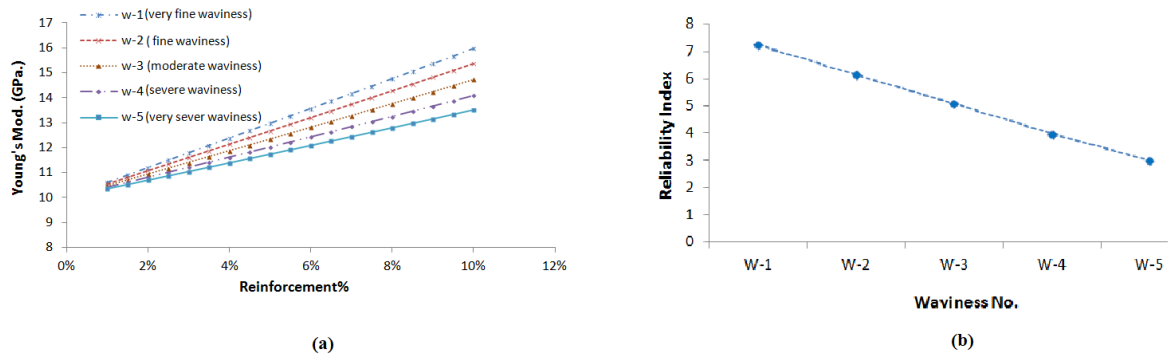 17
16
15
14
13
12
11
10
9
8
Young's Mod. (GPa.)
w-1 (very fine waviness)
w-2 ( fine waviness)
w-3 (moderate waviness)
w-4 (severe waviness)
w-5 (very sever waviness)
0% 2% 4% 6% 8% 10% 12%
Reinforcement%
(a)
8
7
6
5
4
3
2
1
0
Reliability Index
W-1 W-2 W-3 W-4 W-5
Waviness No.
(b)